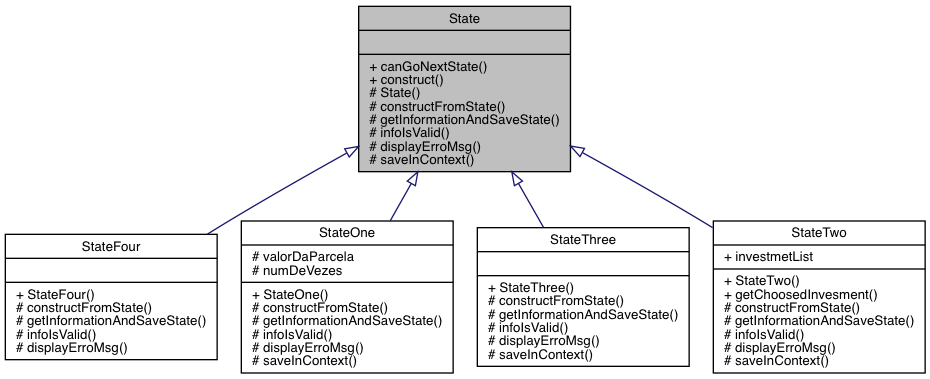 State
+ canGoNextState()
+ construct()
# State()
# constructFromState()
# getInformationAndSaveState()
# infoIsValid()
# displayErroMsg()
# saveInContext()
StateFour
+ StateFour()
# constructFromState()
# getInformationAndSaveState()
# infoIsValid()
# displayErroMsg()
StateOne
# valorDaParcela
# numDeVezes
+ StateOne()
# constructFromState()
# getInformationAndSaveState()
# infoIsValid()
# displayErroMsg()
# saveInContext()
StateThree
+ StateThree()
# constructFromState()
# getInformationAndSaveState()
# infoIsValid()
# displayErroMsg()
# saveInContext()
StateTwo
+ investmetList
+ StateTwo()
+ getChoosedInvesment()
# constructFromState()
# getInformationAndSaveState()
# infoIsValid()
# displayErroMsg()
# saveInContext()